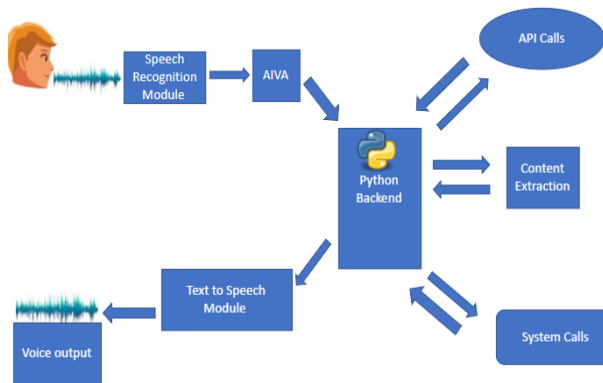 Speech
Recognition
Module
AIVA
API Calls
Python
Backend
Content
Extraction
Text to Speech
Module
Voice output
System Calls